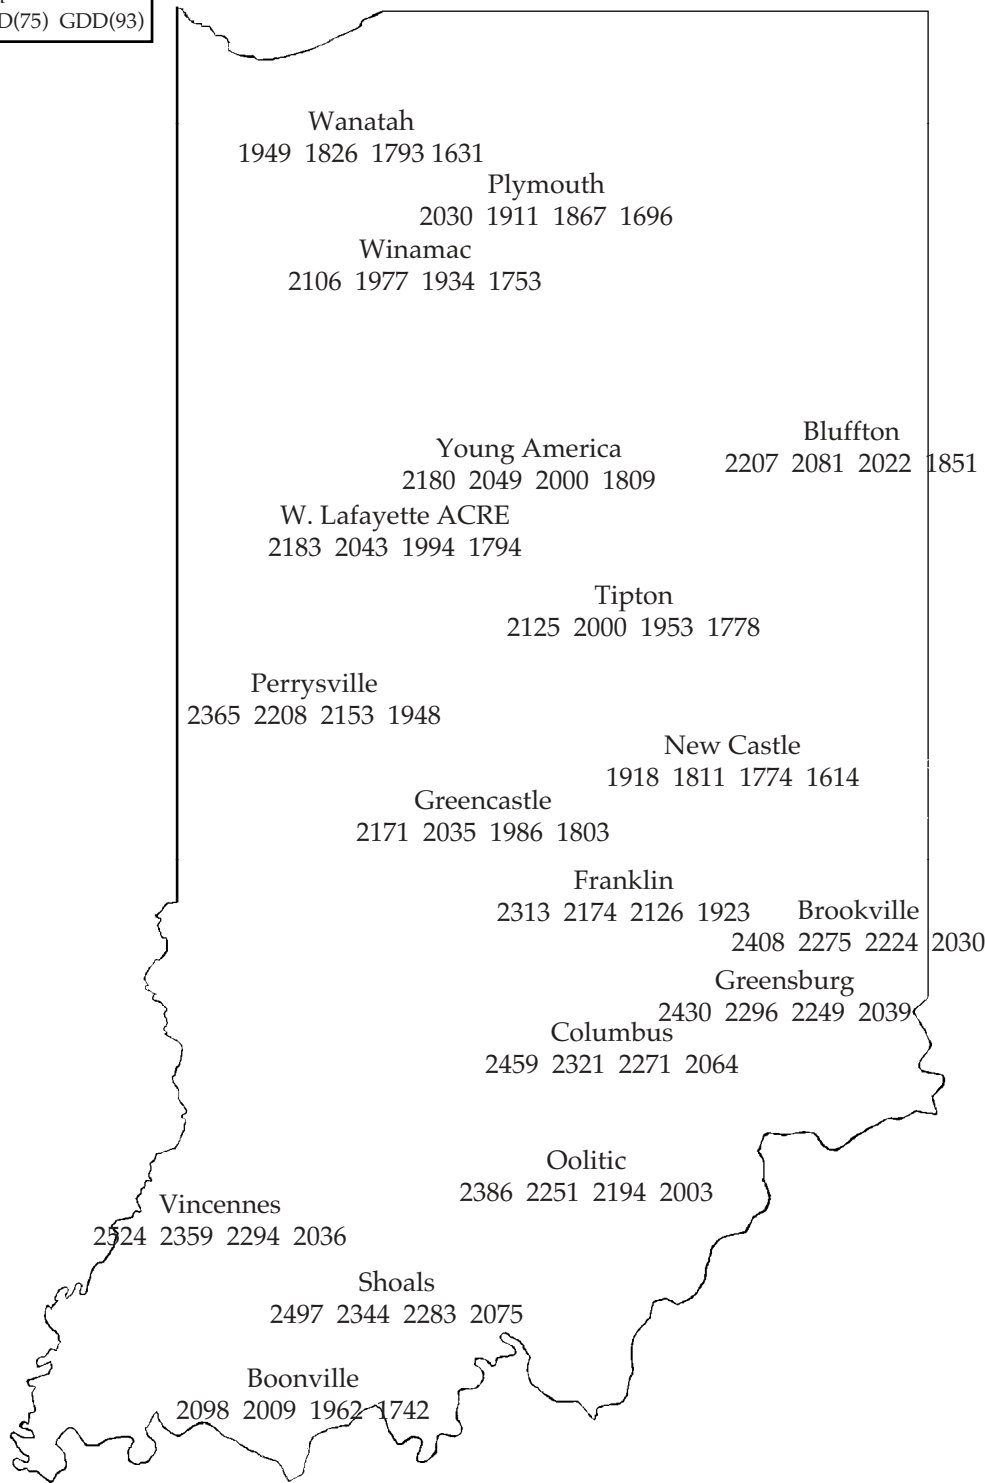 GDD(93)
Wanatah
1949 1826 1793 1631
Plymouth
2030 1911 1867 1696
Winamac
2106 1977 1934 1753
Bluffton
2207 2081 2022 1851
Young America
2180 2049 2000 1809
W. Lafayette ACRE
2183 2043 1994 1794
Tipton
2125 2000 1953 1778
Perrysville
2365 2208 2153 1948
New Castle
1918 1811 1774 1614
Greencastle
2171 2035 1986 1803
Franklin
2313 2174 2126 1923
Brookville
2408 2275 2224 2030
Greensburg
2430 2296 2249 2039
Columbus
2459 2321 2271 2064
Oolitic
2386 2251 2194 2003
Vincennes
2524 2359 2294 2036
Shoals
2497 2344 2283 2075
Boonville
2098 2009 1962 1742